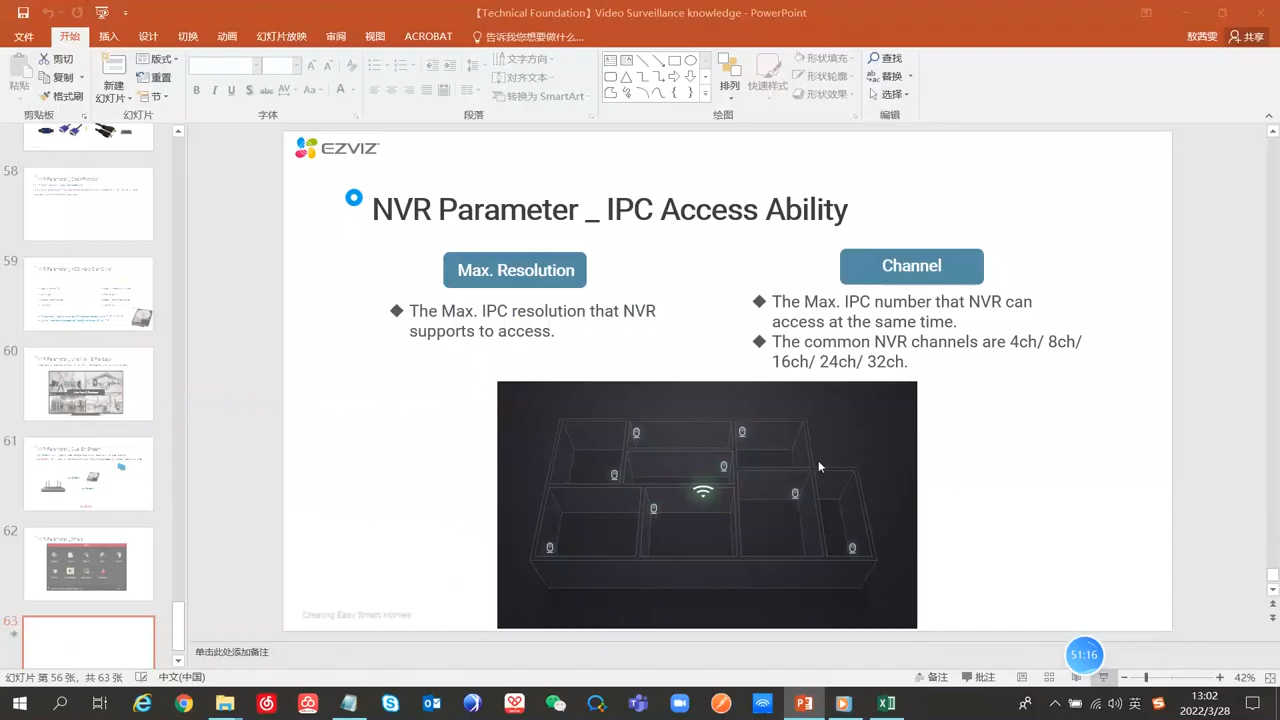 【Technical Foundation】Video Surveillance knowledge - PowerPoint
文件 开始 插入 设计 切换 动画 幻灯片放映 审阅 视图 ACROBAT 告诉我您想要做什么... 敖茜雯 共享
粘贴 剪切 复制 格式刷
新建 幻灯片 版式 重置 节
B I U S abc AV Aa A
文字方向
对齐文本
转换为 SmartArt
排列 快速样式
形状填充
形状轮廓
形状效果
查找
替换
选择
剪贴板 幻灯片 字体 段落 绘图 编辑
58
59
60
61
62
63
EZVIZ
NVR Parameter _ IPC Access Ability
Max. Resolution
The Max. IPC resolution that NVR
supports to access.
Channel
The Max. IPC number that NVR can
access at the same time.
The common NVR channels are 4ch/ 8ch/
16ch/ 24ch/ 32ch.
Creating Easy Smart Homes
单击此处添加备注
51:16
幻灯片 第 56 张，共 63 张 中文(中国) 备注 批注 42%
英
13:02
2022/3/28